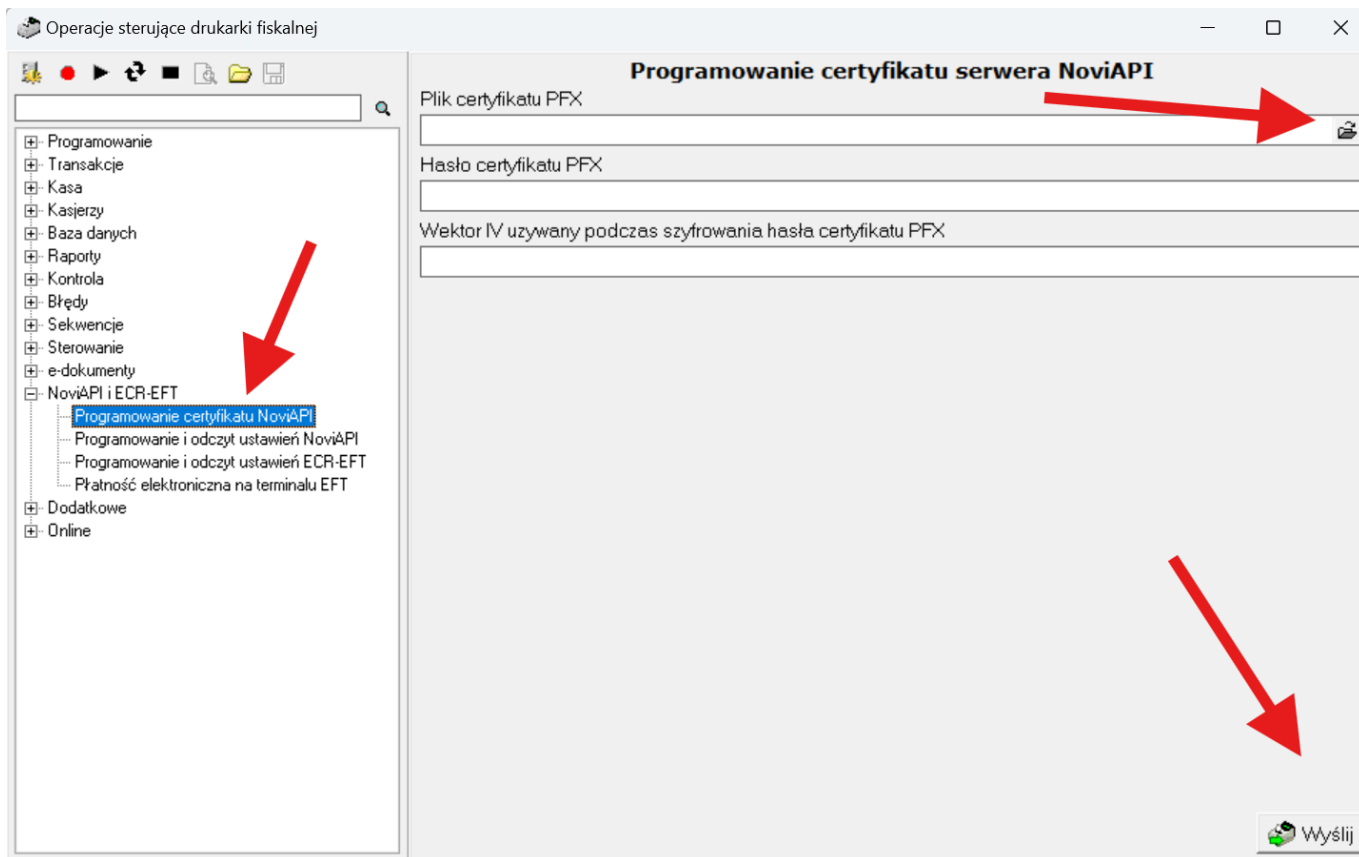 Operacje sterujące drukarki fiskalnej
Programowanie
Transakcje
Kasa
Kasjerzy
Baza danych
Raporty
Kontrola
Błędy
Sekwencje
Sterowanie
e-dokumenty
NoviAPI i ECR-EFT
Programowanie certyfikatu NoviAPI
Programowanie i odczyt ustawień NoviAPI
Programowanie i odczyt ustawień ECR-EFT
Płatność elektroniczna na terminalu EFT
Dodatkowe
Online
Programowanie certyfikatu serwera NoviAPI
Plik certyfikatu PFX
Hasło certyfikatu PFX
Wektor IV uzywany podczas szyfrowania hasła certyfikatu PFX
Wyślij